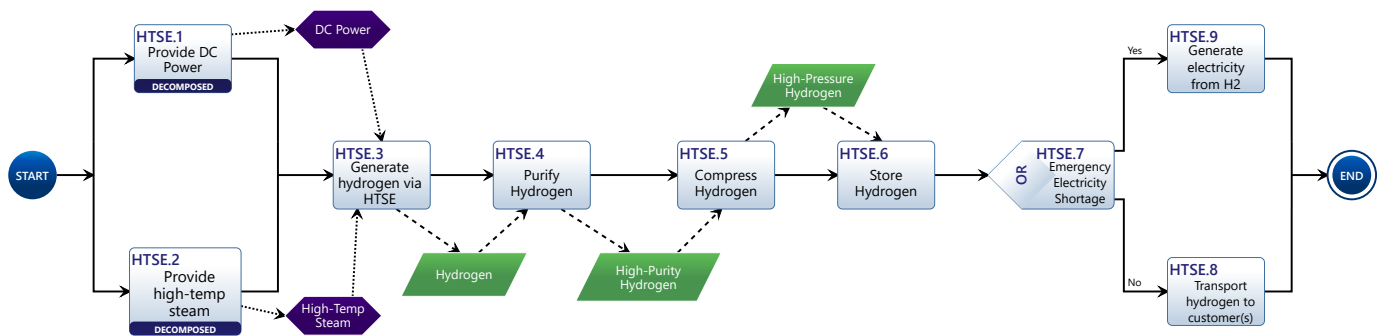 START
HTSE.1
Provide DC
Power
DECOMPOSED
DC Power
HTSE.2
Provide
high-temp
steam
DECOMPOSED
High-Temp
Steam
HTSE.3
Generate
hydrogen via
HTSE
Hydrogen
HTSE.4
Purify
Hydrogen
High-Purity
Hydrogen
HTSE.5
Compress
Hydrogen
High-Pressure
Hydrogen
HTSE.6
Store
Hydrogen
OR
HTSE.7
Emergency
Electricity
Shortage
Yes
HTSE.9
Generate
electricity
from H2
No
HTSE.8
Transport
hydrogen to
customer(s)
END